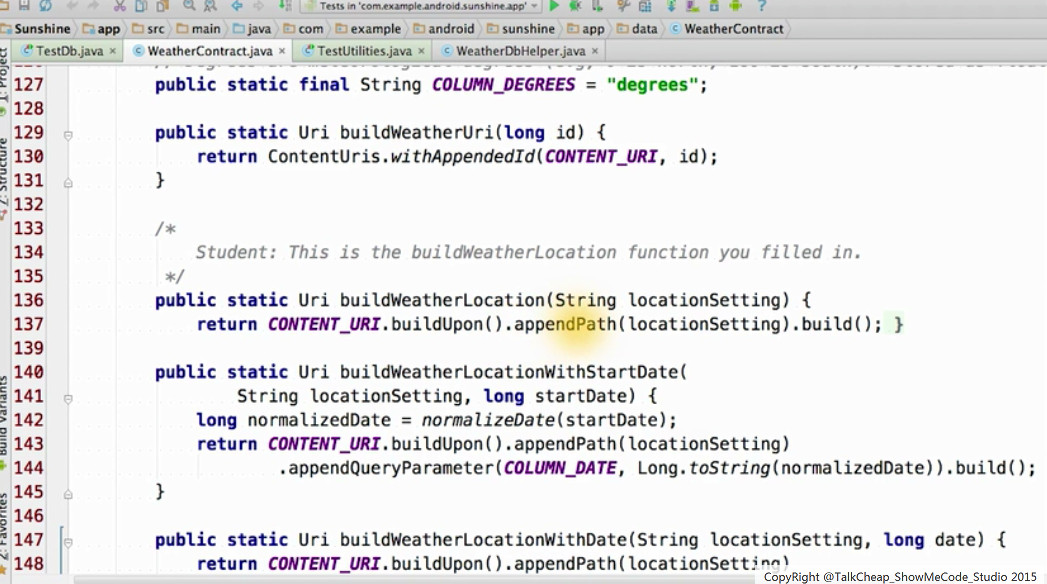 Tests in 'com.example.android.sunshine.app'
Sunshine app src main java com example android sunshine app data WeatherContract
TestDb.java WeatherContract.java TestUtilities.java WeatherDbHelper.java
1: Project
7: Structure
Build Variants
2: Favorites
127 public static final String COLUMN_DEGREES = "degrees";
128
129 public static Uri buildWeatherUri(long id) {
130 return ContentUris.withAppendedId(CONTENT_URI, id);
131 }
132
133 /*
134 Student: This is the buildWeatherLocation function you filled in.
135 */
136 public static Uri buildWeatherLocation(String locationSetting) {
137 return CONTENT_URI.buildUpon().appendPath(locationSetting).build(); }
139
140 public static Uri buildWeatherLocationWithStartDate(
141 String locationSetting, long startDate) {
142 long normalizedDate = normalizeDate(startDate);
143 return CONTENT_URI.buildUpon().appendPath(locationSetting)
144 .appendQueryParameter(COLUMN_DATE, Long.toString(normalizedDate)).build();
145 }
146
147 public static Uri buildWeatherLocationWithDate(String locationSetting, long date) {
148 return CONTENT_URI.buildUpon().appendPath(locationSetting)
CopyRight @TalkCheap_ShowMeCode_Studio 2015